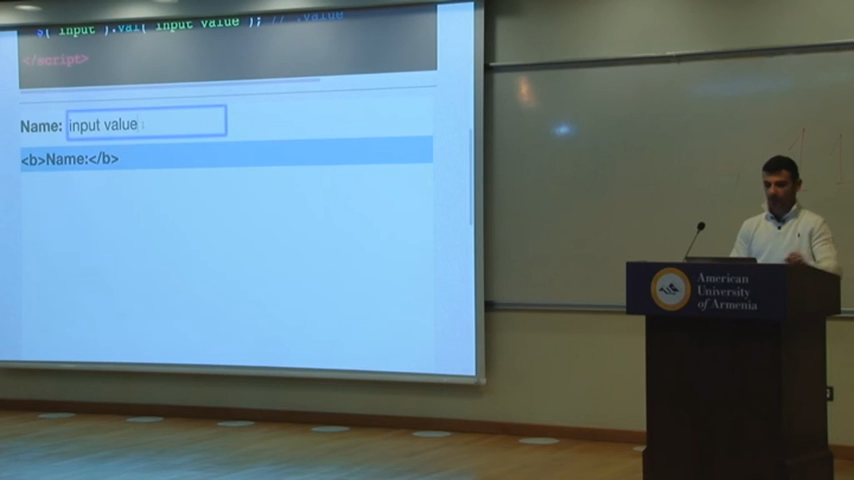 $( 'input' ).val( 'input value' ); // .value
</script>
Name: input value
<b>Name:</b>
American
University
of Armenia